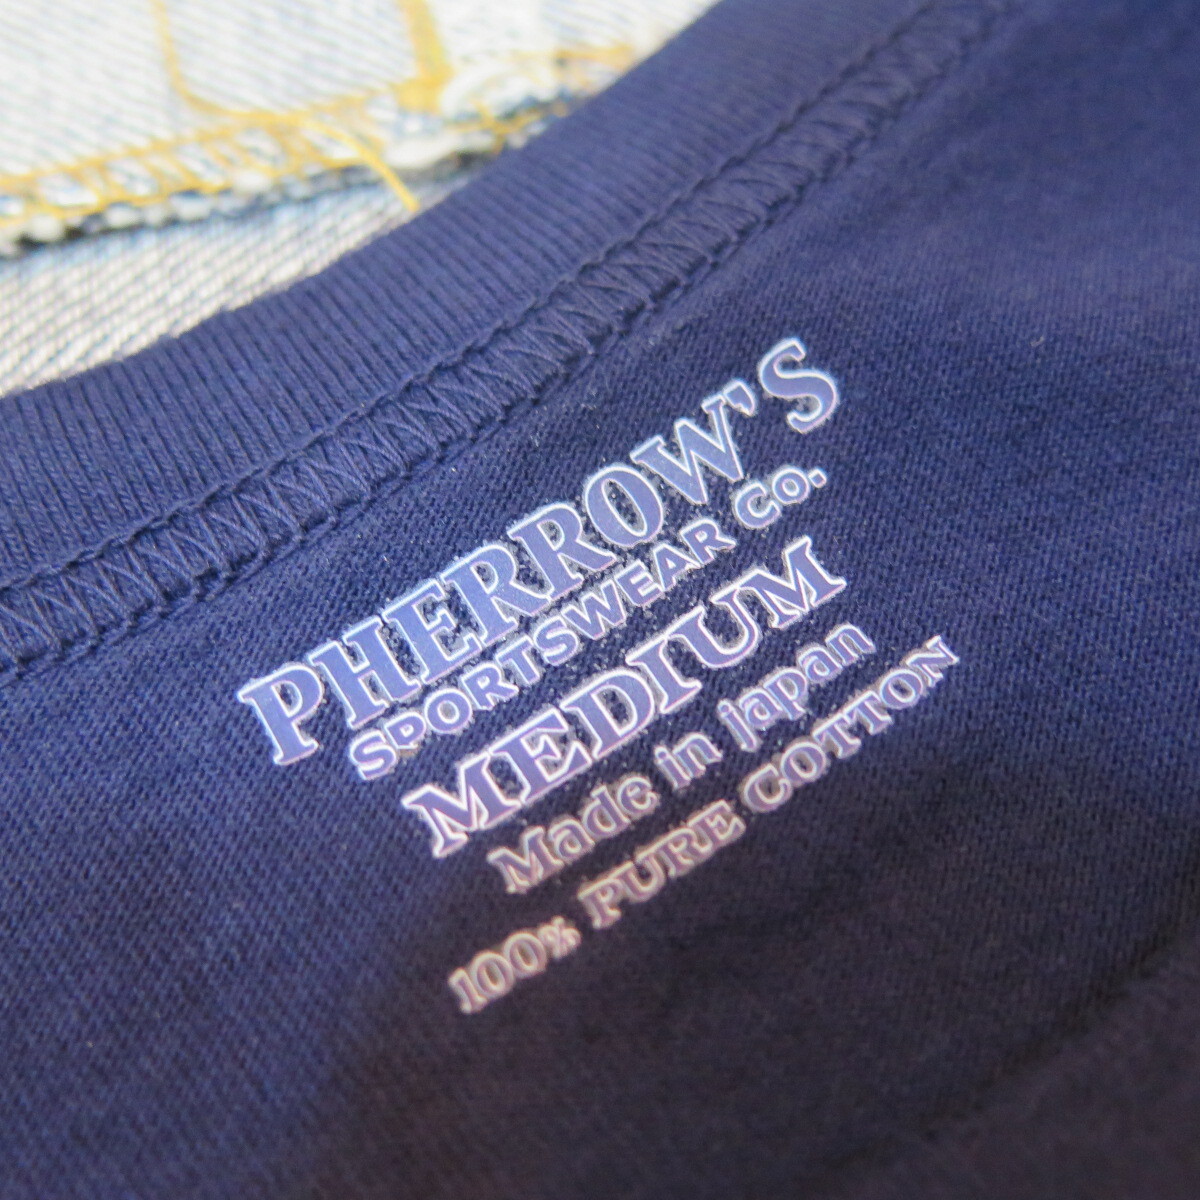 PHERROW'S
SPORTSWEAR CO.
MEDIUM
Made in japan
100% PURE COTTON